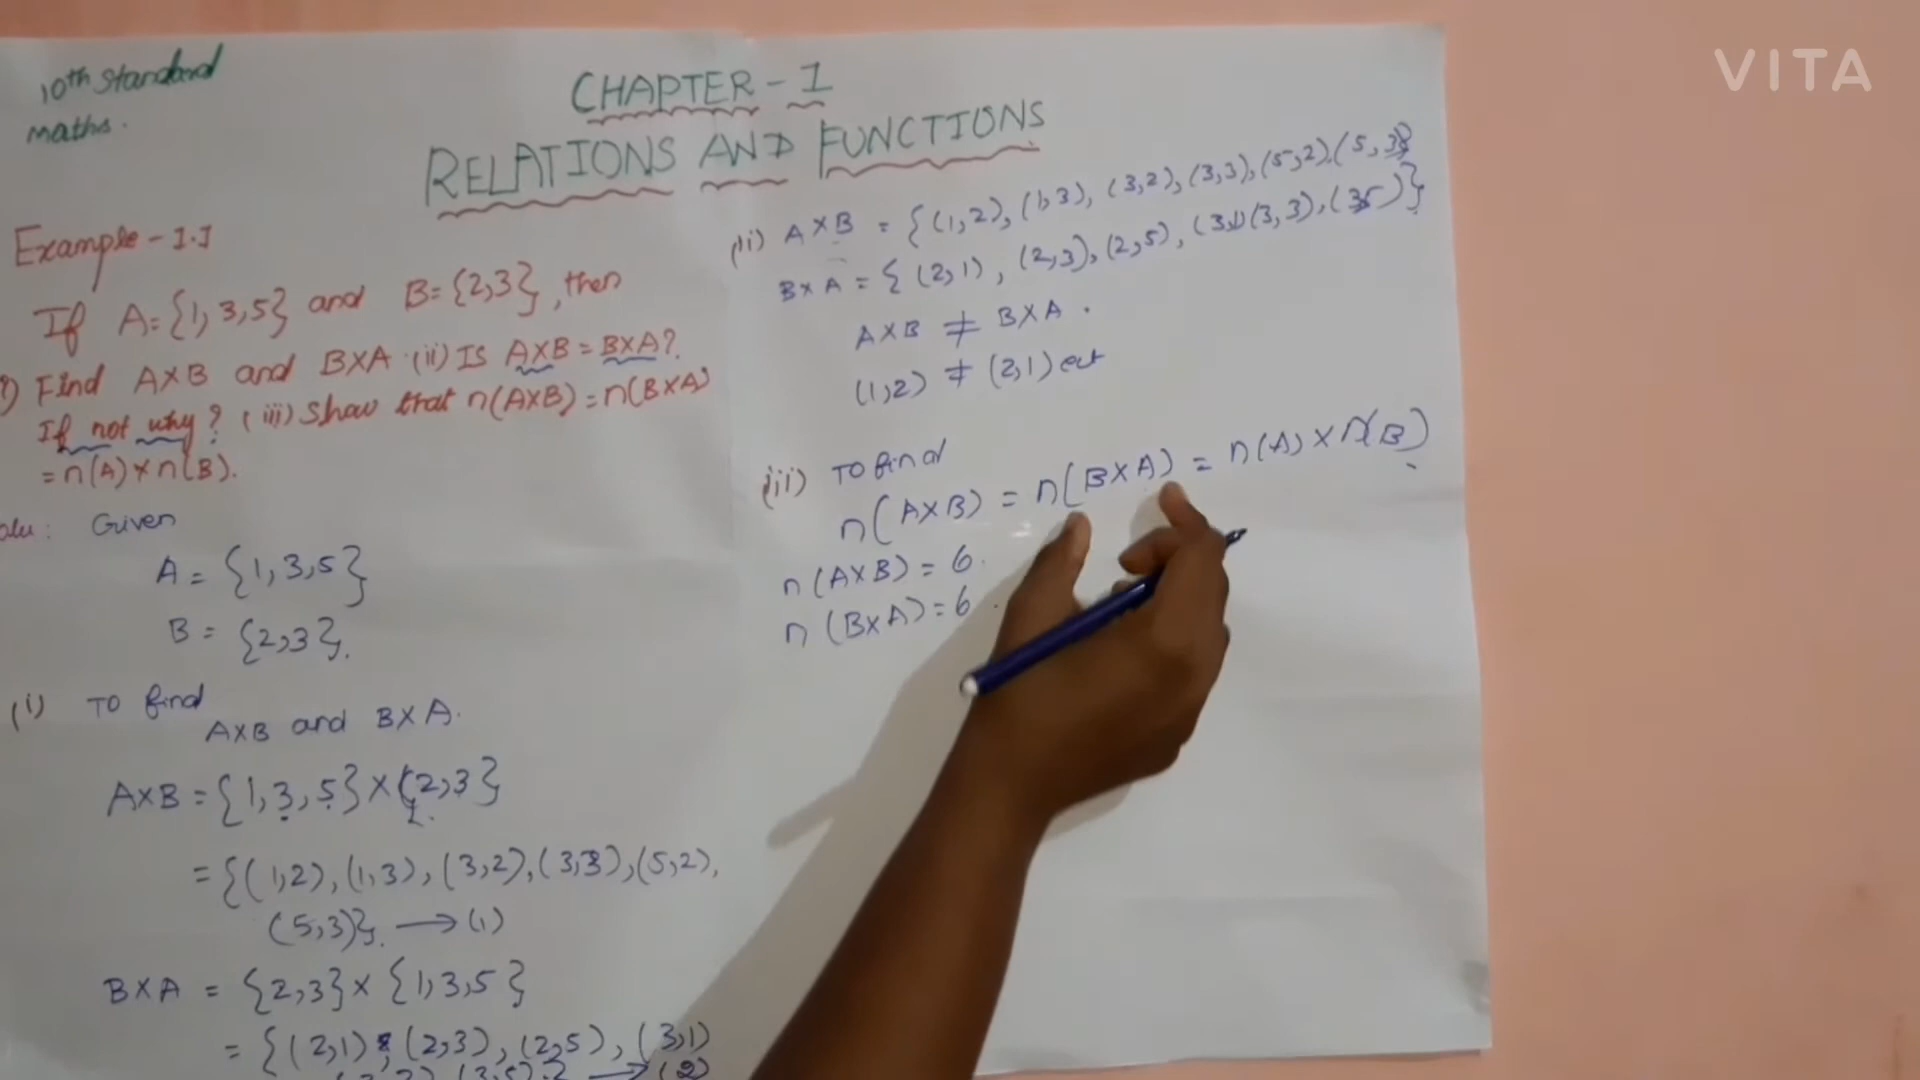 VITA
10th Standard
maths.
CHAPTER - I
RELATIONS AND FUNCTIONS
Example - I.I
If A = {1, 3, 5} and B = {2,3}, then
i) Find A×B and B×A (ii) Is A×B = B×A?
If not why? (iii) Show that n(A×B) = n(B×A)
= n(A) × n(B).
olu: Given
A = {1, 3, 5}
B = {2,3}.
(i) To find
A×B and B×A.
A×B = {1, 3, 5} × {2,3}
= {(1,2), (1,3), (3,2), (3,3), (5,2),
(5,3)}. → (1)
B×A = {2,3} × {1,3,5}
= {(2,1), (2,3), (2,5), (3,1)
(3,5)} → (2)
(ii) A×B = {(1,2), (1,3), (3,2), (3,3), (5,2), (5,3)}
B×A = {(2,1), (2,3), (2,5), (3,1)(3,3), (3,5)}
A×B ≠ B×A.
(1,2) ≠ (2,1) ect
(iii) To find
n(A×B) = n(B×A) = n(A) × n(B)
n(A×B) = 6.
n(B×A) = 6.